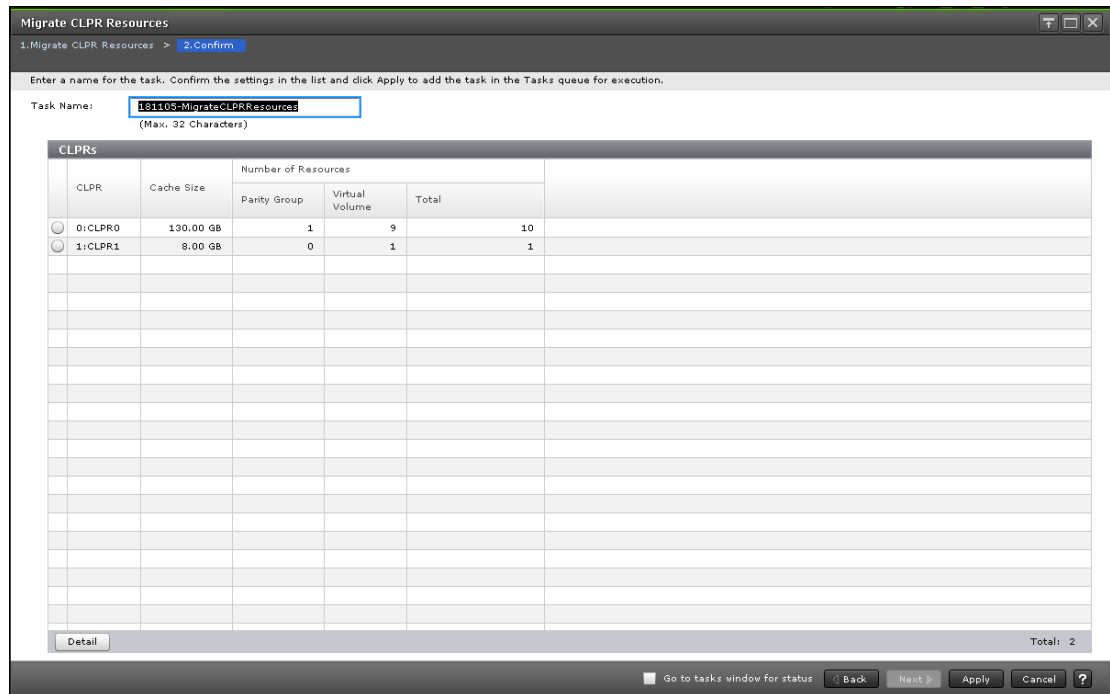 Migrate CLPR Resources
1.Migrate CLPR Resources > 2.Confirm
Enter a name for the task. Confirm the settings in the list and click Apply to add the task in the Tasks queue for execution.
Task Name: 181105-MigrateCLPRResources
(Max. 32 Characters)
CLPRs
CLPR Cache Size Number of Resources
Parity Group Virtual Volume Total
0:CLPR0 130.00 GB 1 9 10
1:CLPR1 8.00 GB 0 1 1
Detail Total: 2
Go to tasks window for status Back Next Apply Cancel ?